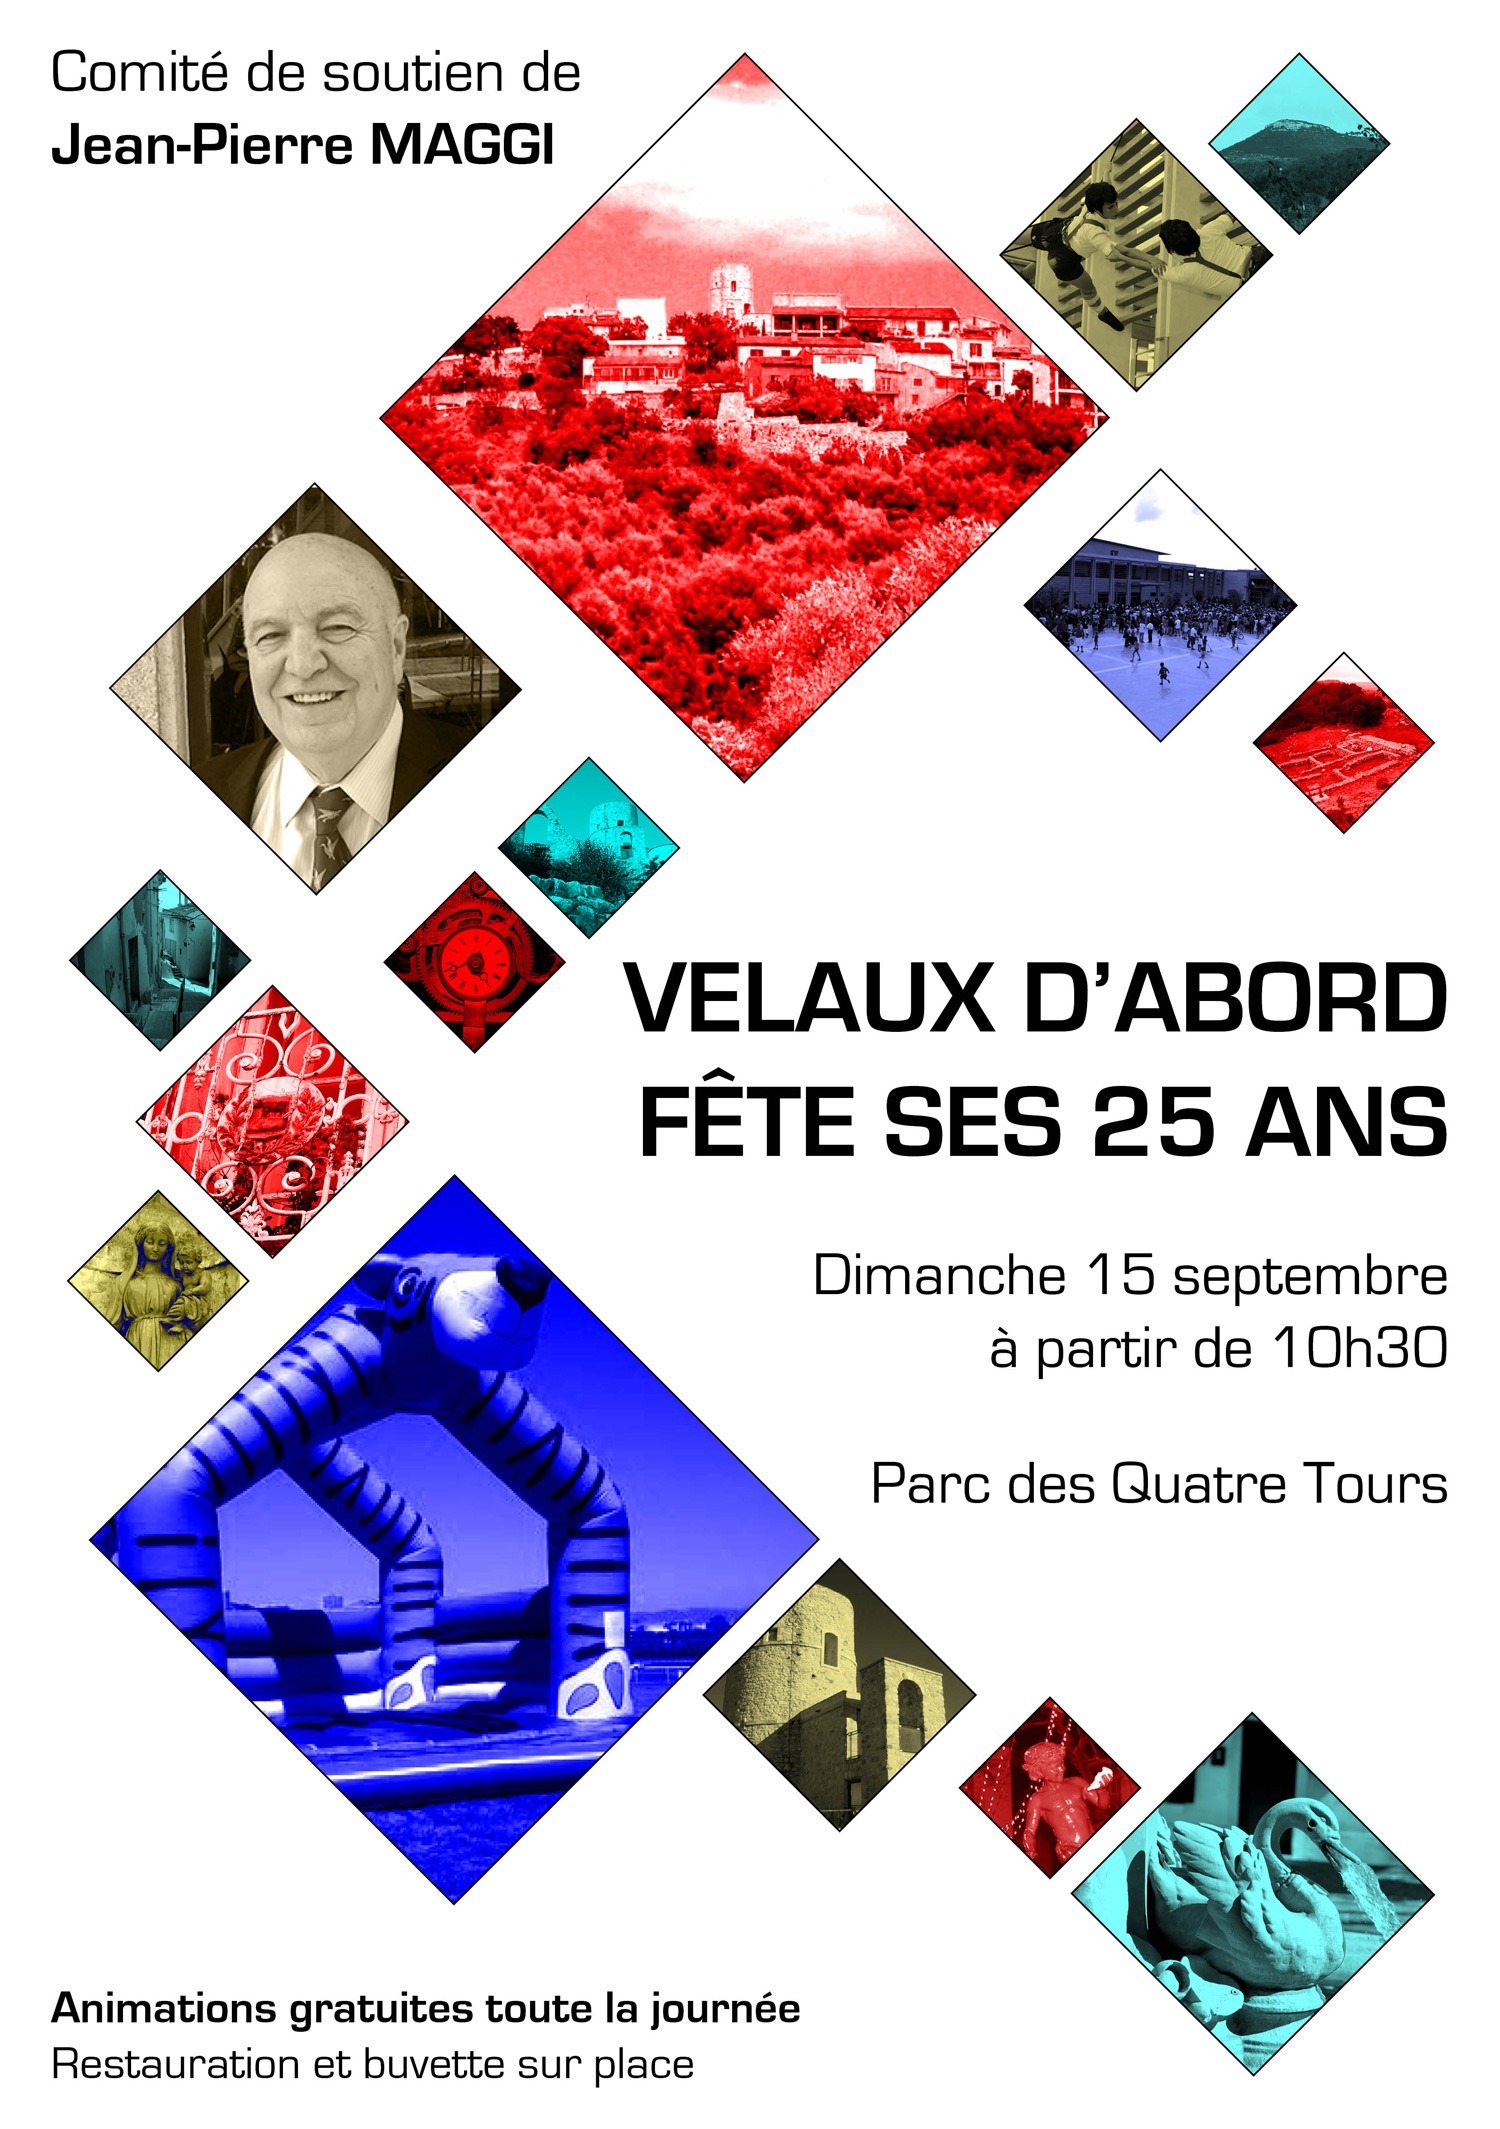 Comité de soutien de
Jean-Pierre MAGGI
VELAUX D’ABORD
FÊTE SES 25 ANS
Dimanche 15 septembre
à partir de 10h30
Parc des Quatre Tours
Animations gratuites toute la journée
Restauration et buvette sur place